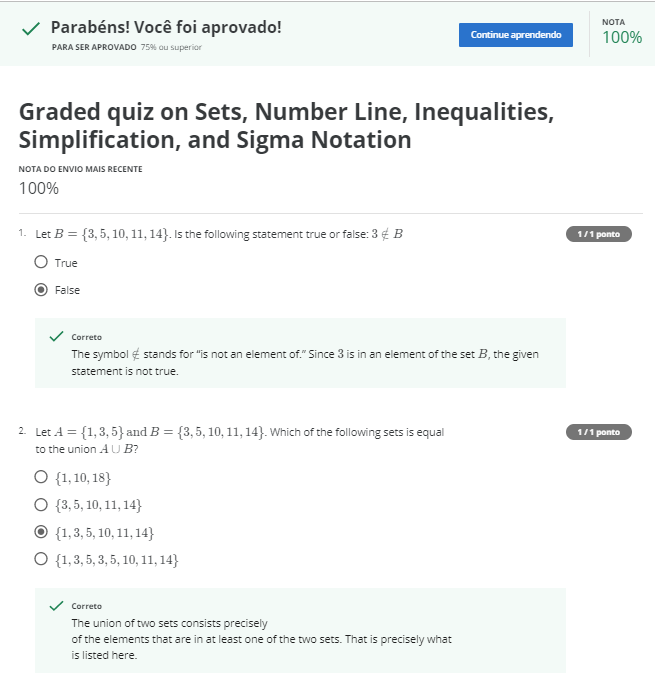 Parabéns! Você foi aprovado!
PARA SER APROVADO 75% ou superior
Continue aprendendo
NOTA
100%
Graded quiz on Sets, Number Line, Inequalities,
Simplification, and Sigma Notation
NOTA DO ENVIO MAIS RECENTE
100%
1. Let B = {3, 5, 10, 11, 14}. Is the following statement true or false: 3 ∉ B
1 / 1 ponto
True
False
Correto
The symbol ∉ stands for “is not an element of.” Since 3 is in an element of the set B, the given
statement is not true.
2. Let A = {1, 3, 5} and B = {3, 5, 10, 11, 14}. Which of the following sets is equal
to the union A ∪ B?
1 / 1 ponto
{1, 10, 18}
{3, 5, 10, 11, 14}
{1, 3, 5, 10, 11, 14}
{1, 3, 5, 3, 5, 10, 11, 14}
Correto
The union of two sets consists precisely
of the elements that are in at least one of the two sets. That is precisely what
is listed here.